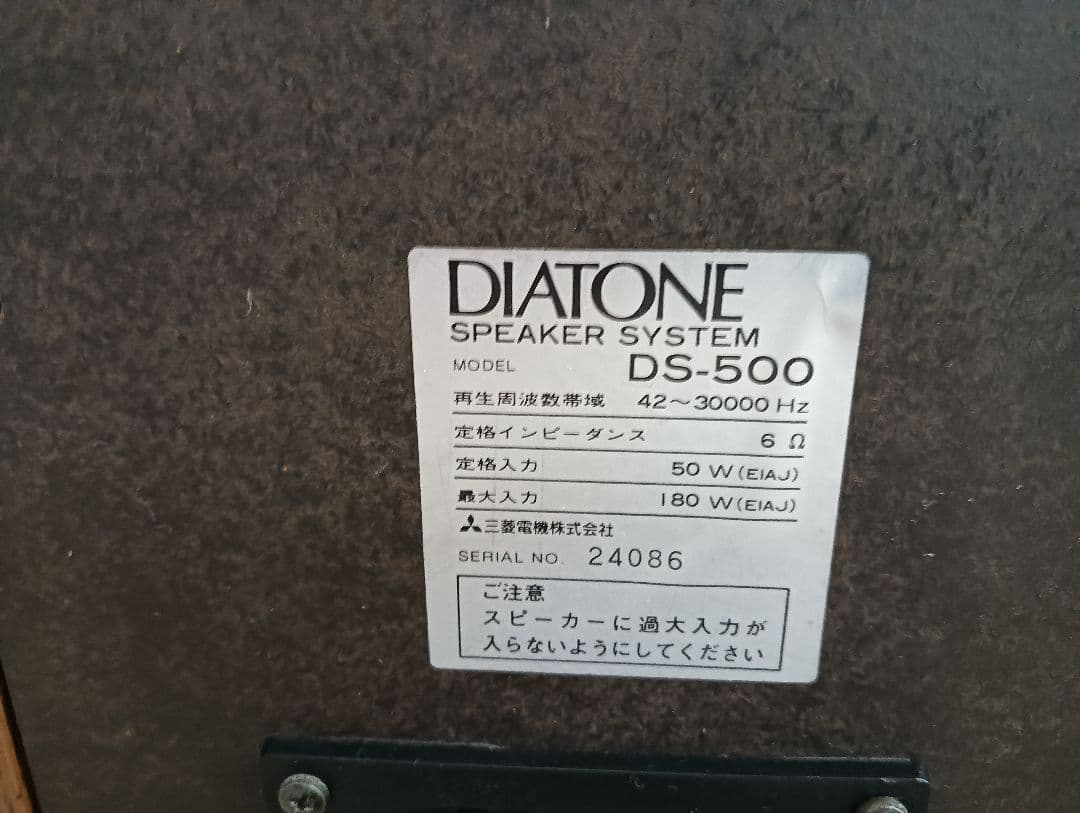 DIATONE
SPEAKER SYSTEM
MODEL DS-500
再生周波数帯域 42～30000 Hz
定格インピーダンス 6 Ω
定格入力 50 W (EIAJ)
最大入力 180 W (EIAJ)
三菱電機株式会社
SERIAL NO. 24086
ご注意
スピーカーに過大入力が
入らないようにしてください